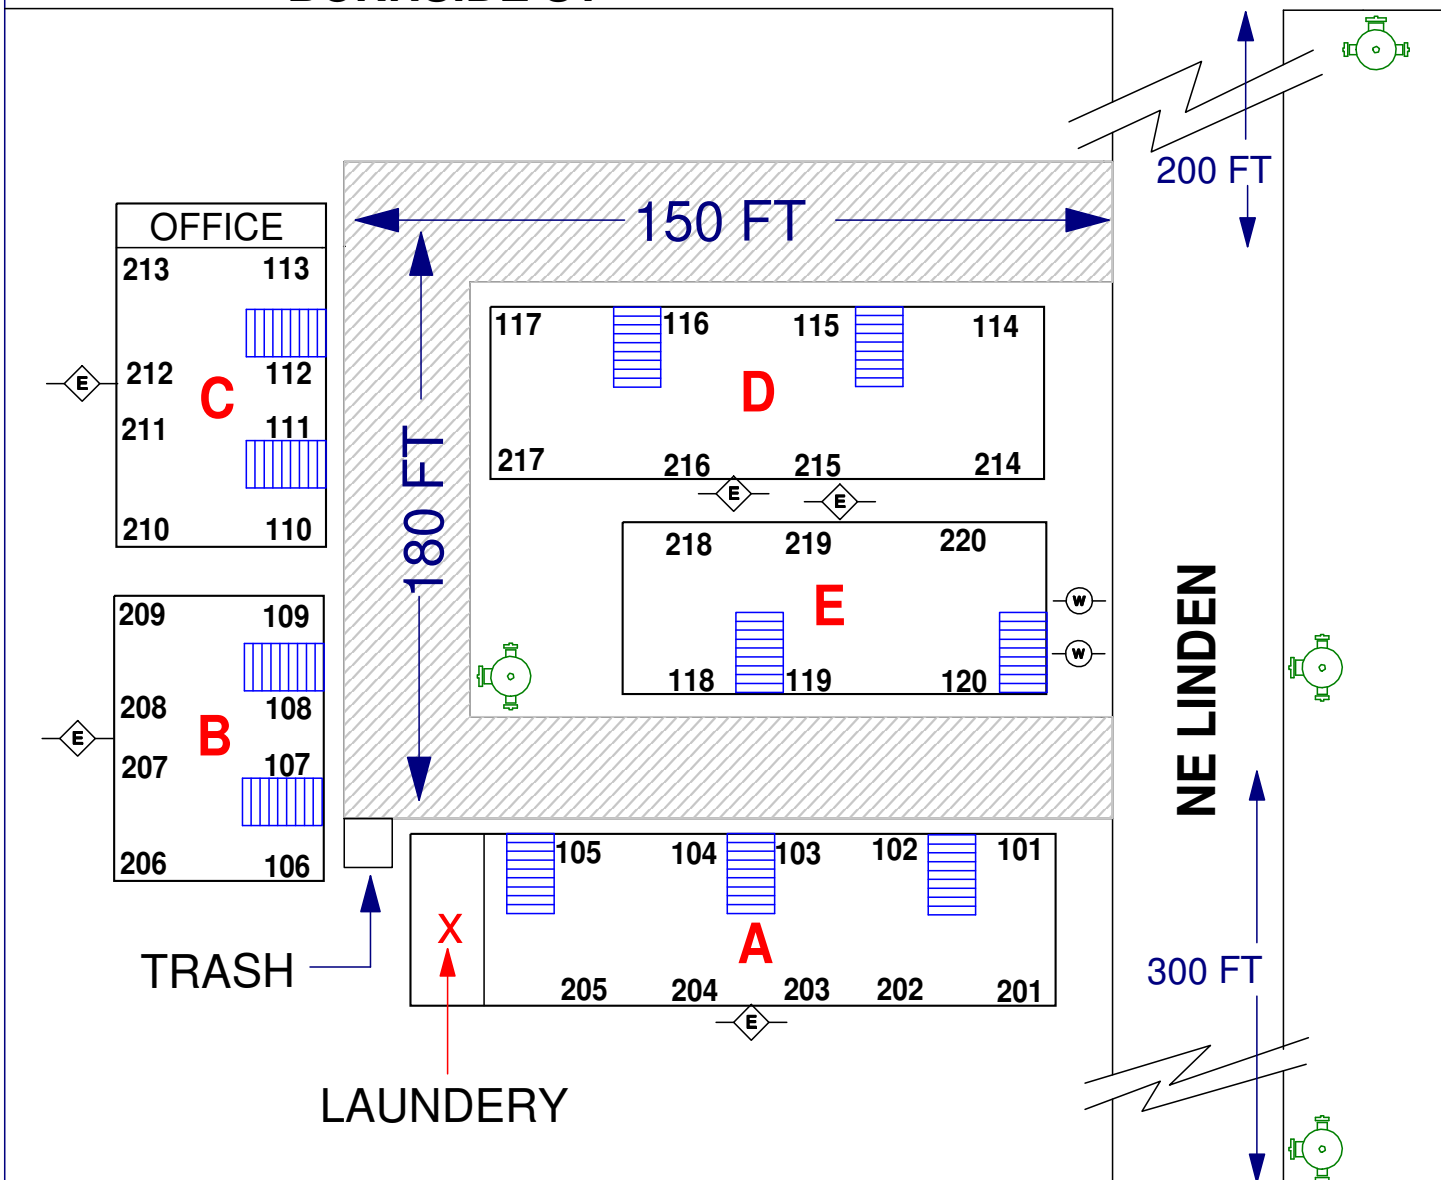 200 FT
150 FT
OFFICE
213 113
117 116 115 114
212 112
C
D
211 111
180 FT
217 216 215 214
E
E
E
210 110
218 219 220
209 109
E
W
NE LINDEN
W
118 119 120
208 108
B
E
207 107
105 104 103 102 101
206 106
X
A
TRASH
300 FT
205 204 203 202 201
E
LAUNDERY